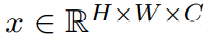 x ∈ ℝ^{H×W×C}